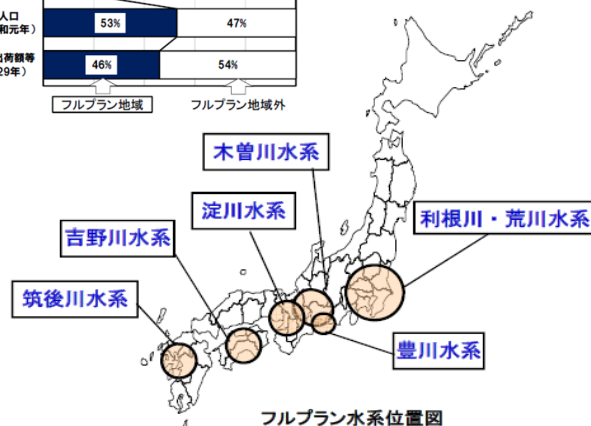 人口
53%
47%
和元年）
出荷額等
46%
54%
29年）
フルプラン地域
フルプラン地域外
木曽川水系
淀川水系
利根川・荒川水系
吉野川水系
筑後川水系
豊川水系
フルプラン水系位置図